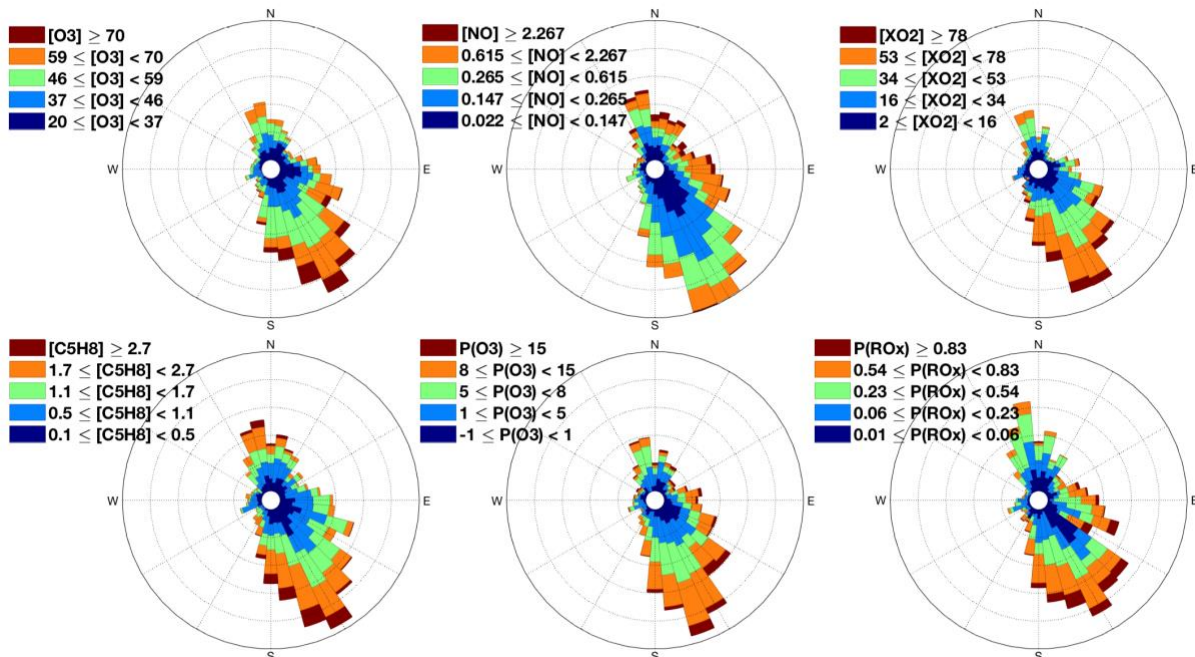 N
[O3] ≥ 70
59 ≤ [O3] < 70
46 ≤ [O3] < 59
37 ≤ [O3] < 46
20 ≤ [O3] < 37
W
E
S
N
[NO] ≥ 2.267
0.615 ≤ [NO] < 2.267
0.265 ≤ [NO] < 0.615
0.147 ≤ [NO] < 0.265
0.022 ≤ [NO] < 0.147
W
E
S
N
[XO2] ≥ 78
53 ≤ [XO2] < 78
34 ≤ [XO2] < 53
16 ≤ [XO2] < 34
2 ≤ [XO2] < 16
W
E
S
N
[C5H8] ≥ 2.7
1.7 ≤ [C5H8] < 2.7
1.1 ≤ [C5H8] < 1.7
0.5 ≤ [C5H8] < 1.1
0.1 ≤ [C5H8] < 0.5
W
E
S
N
P(O3) ≥ 15
8 ≤ P(O3) < 15
5 ≤ P(O3) < 8
1 ≤ P(O3) < 5
-1 ≤ P(O3) < 1
W
E
S
N
P(ROx) ≥ 0.83
0.54 ≤ P(ROx) < 0.83
0.23 ≤ P(ROx) < 0.54
0.06 ≤ P(ROx) < 0.23
0.01 ≤ P(ROx) < 0.06
W
E
S